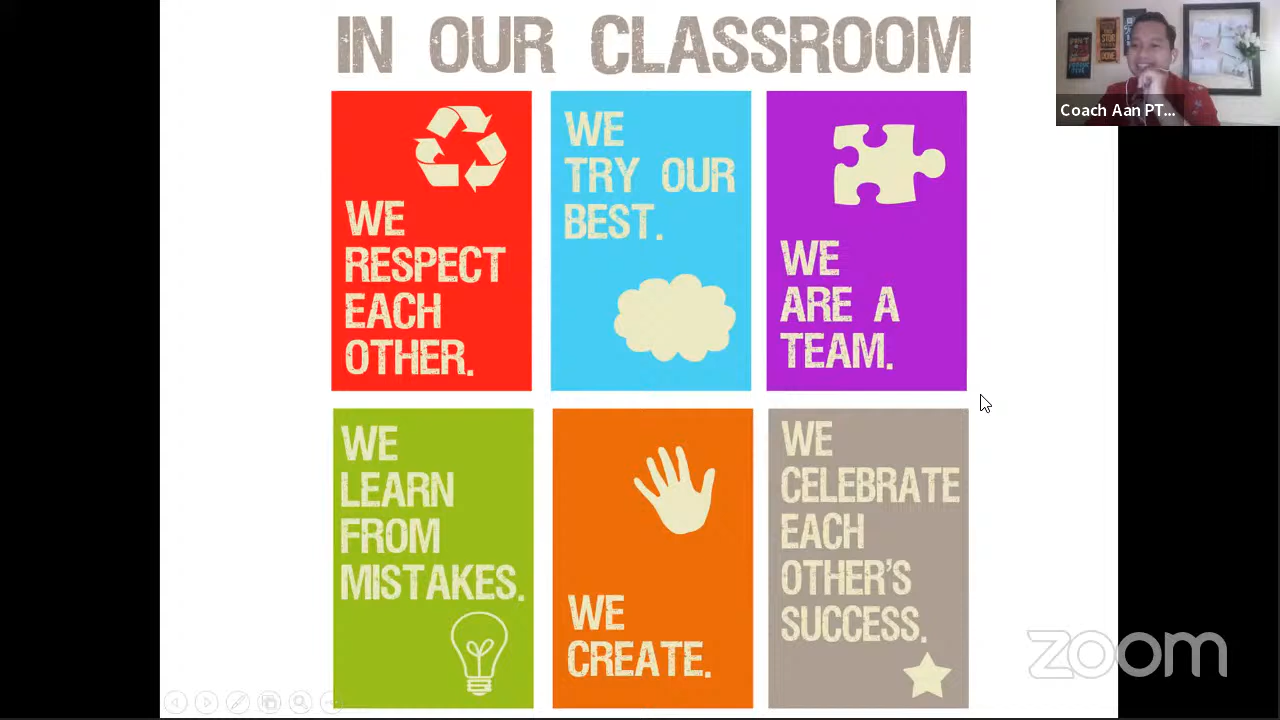 IN OUR CLASSROOM
WE
RESPECT
EACH
OTHER.
WE
TRY OUR
BEST.
WE
ARE A
TEAM.
WE
LEARN
FROM
MISTAKES.
WE
CREATE.
WE
CELEBRATE
EACH
OTHER'S
SUCCESS.
Coach Aan PT...
zoom